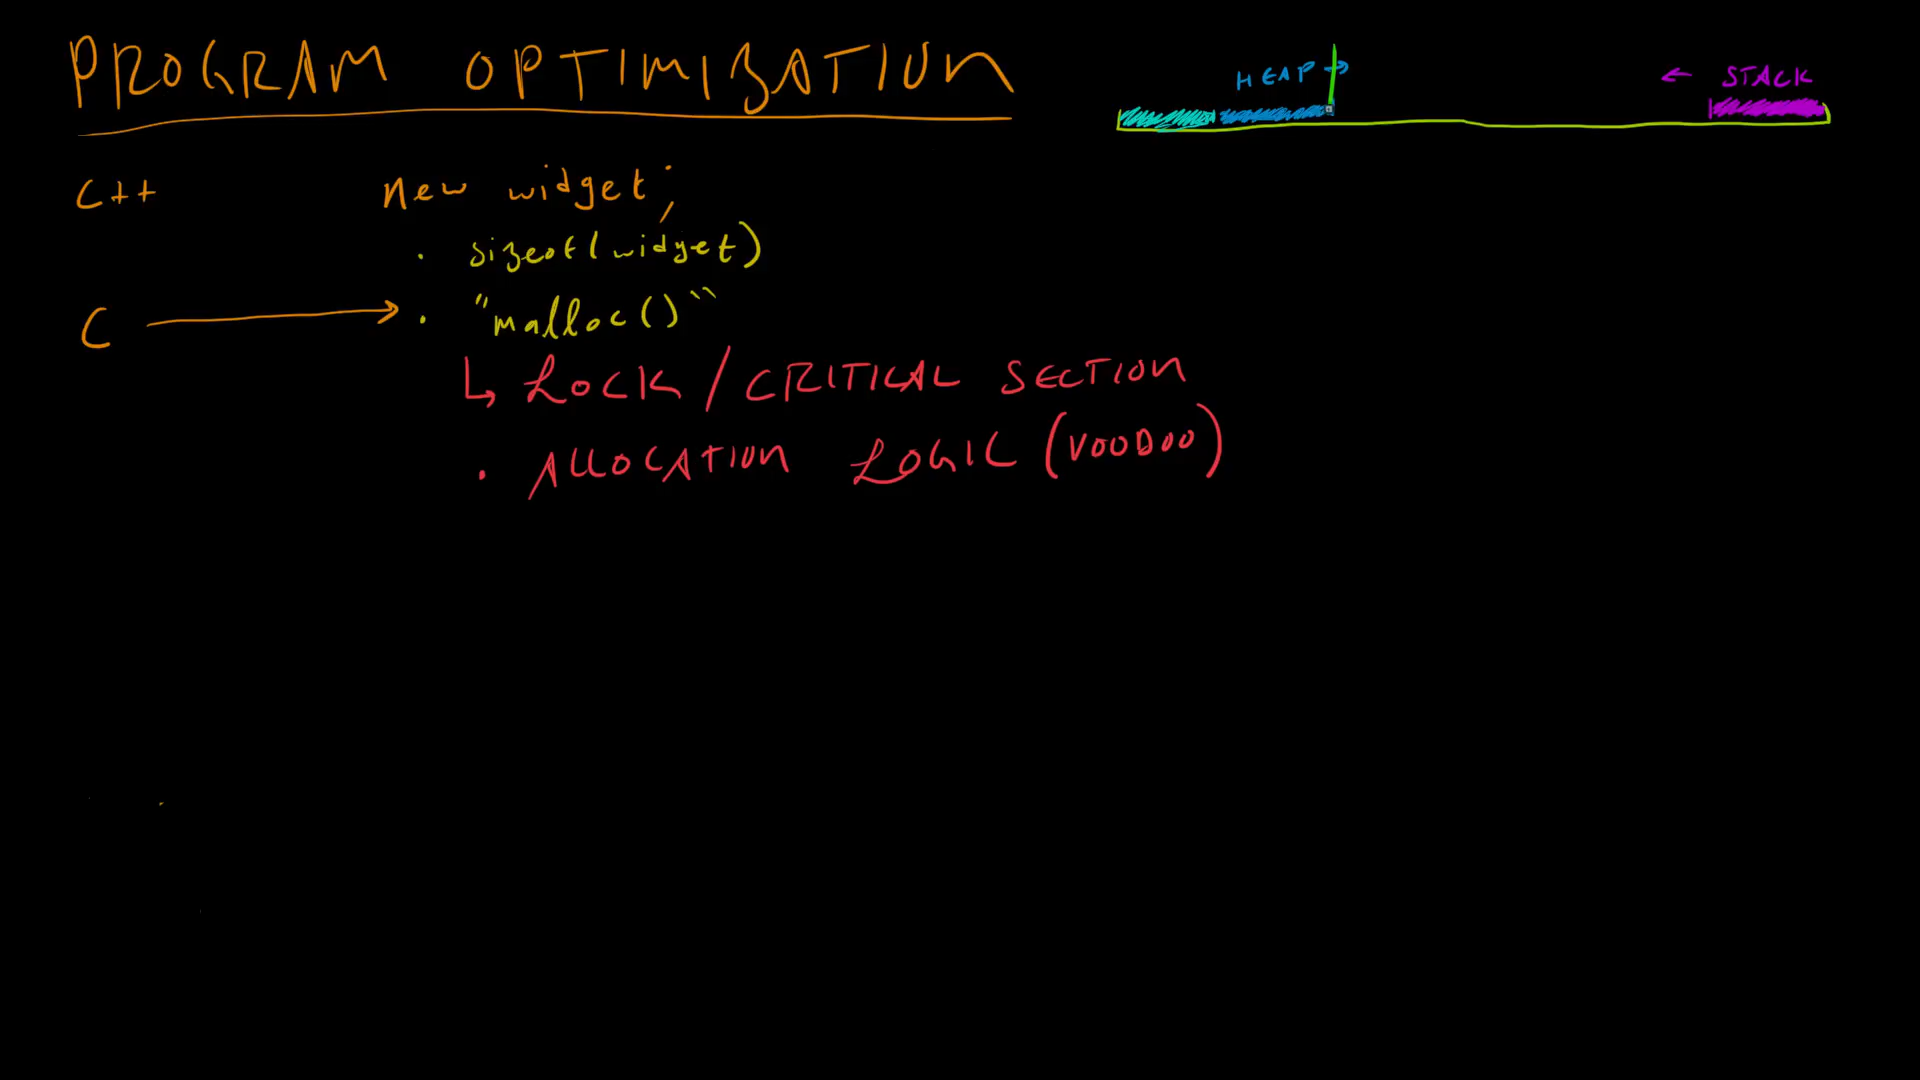 PROGRAM OPTIMIZATION
HEAP →
← STACK
C++ new widget;
. sizeof(widget)
C → . "malloc()"
↳ LOCK / CRITICAL SECTION
. ALLOCATION LOGIC (VOODOO)